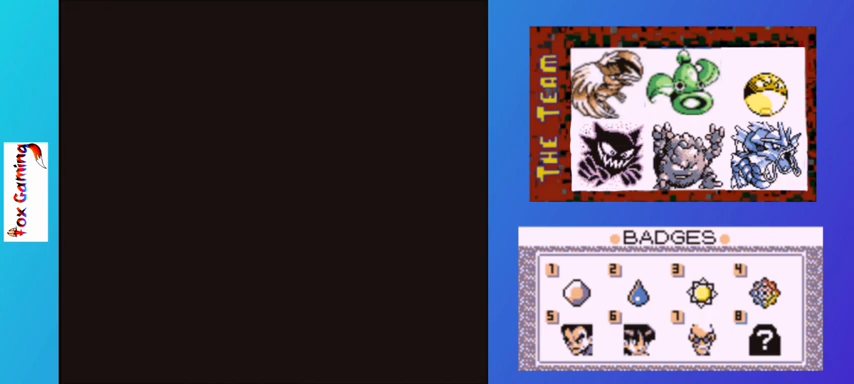 Fox Gaming
THE TEAM
BADGES
1 2 3 4
5 6 7 8
?